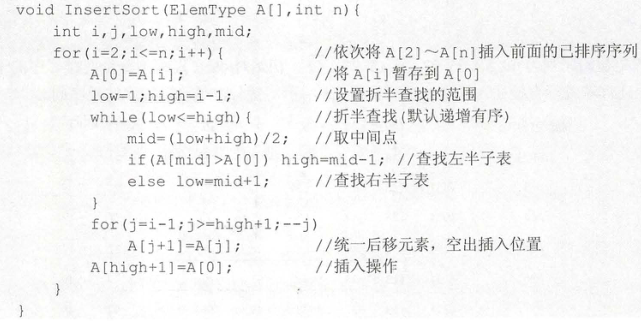 void InsertSort(ElemType A[],int n){
int i,j,low,high,mid;
for(i=2;i<=n;i++){ //依次将A[2]～A[n]插入前面的已排序序列
A[0]=A[i]; //将A[i]暂存到A[0]
low=1;high=i-1; //设置折半查找的范围
while(low<=high){ //折半查找(默认递增有序)
mid=(low+high)/2; //取中间点
if(A[mid]>A[0]) high=mid-1; //查找左半子表
else low=mid+1; //查找右半子表
}
for(j=i-1;j>=high+1;--j)
A[j+1]=A[j]; //统一后移元素，空出插入位置
A[high+1]=A[0]; //插入操作
}
}